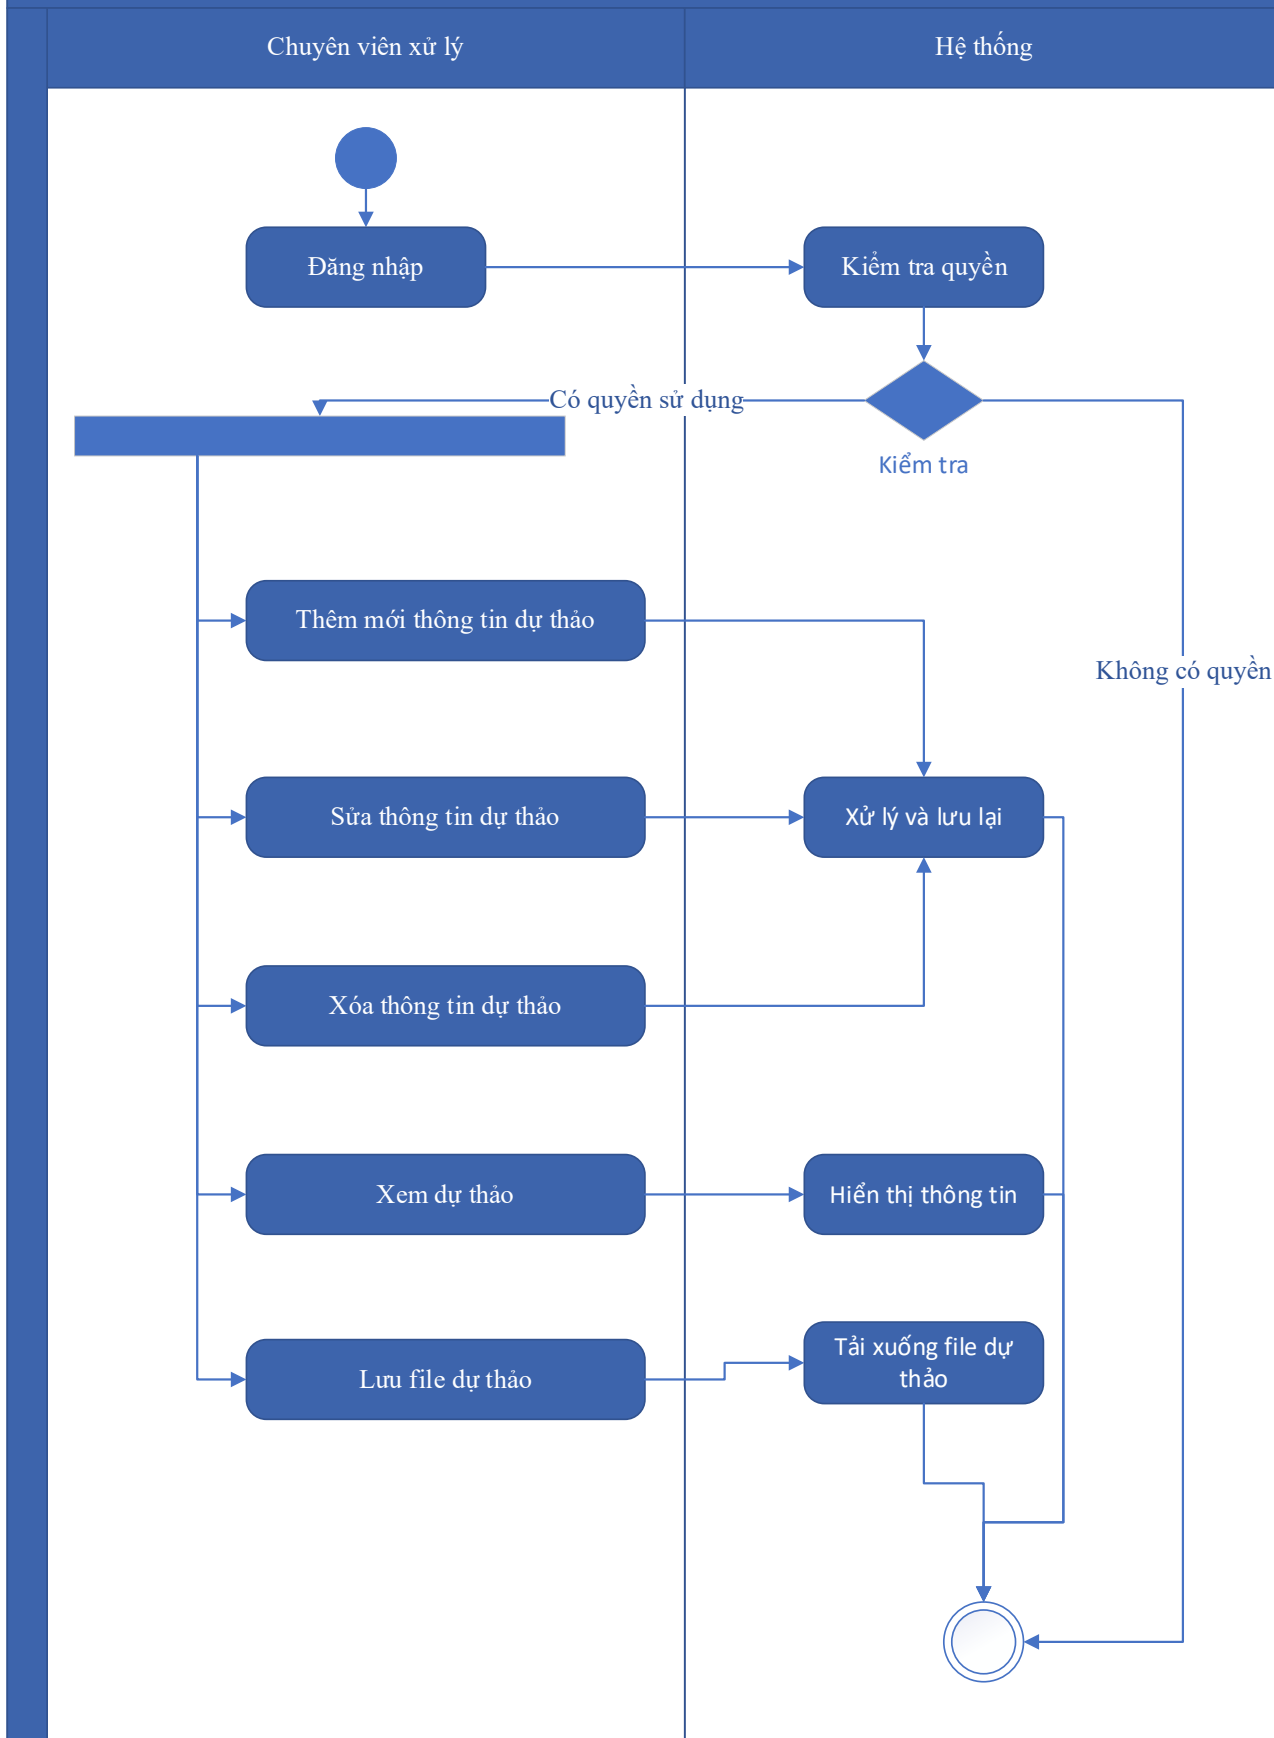 Chuyên viên xử lý
Hệ thống
Đăng nhập
Kiểm tra quyền
Có quyền sử dụng
Kiểm tra
Thêm mới thông tin dự thảo
Không có quyền
Sửa thông tin dự thảo
Xử lý và lưu lại
Xóa thông tin dự thảo
Xem dự thảo
Hiển thị thông tin
Lưu file dự thảo
Tải xuống file dự
thảo